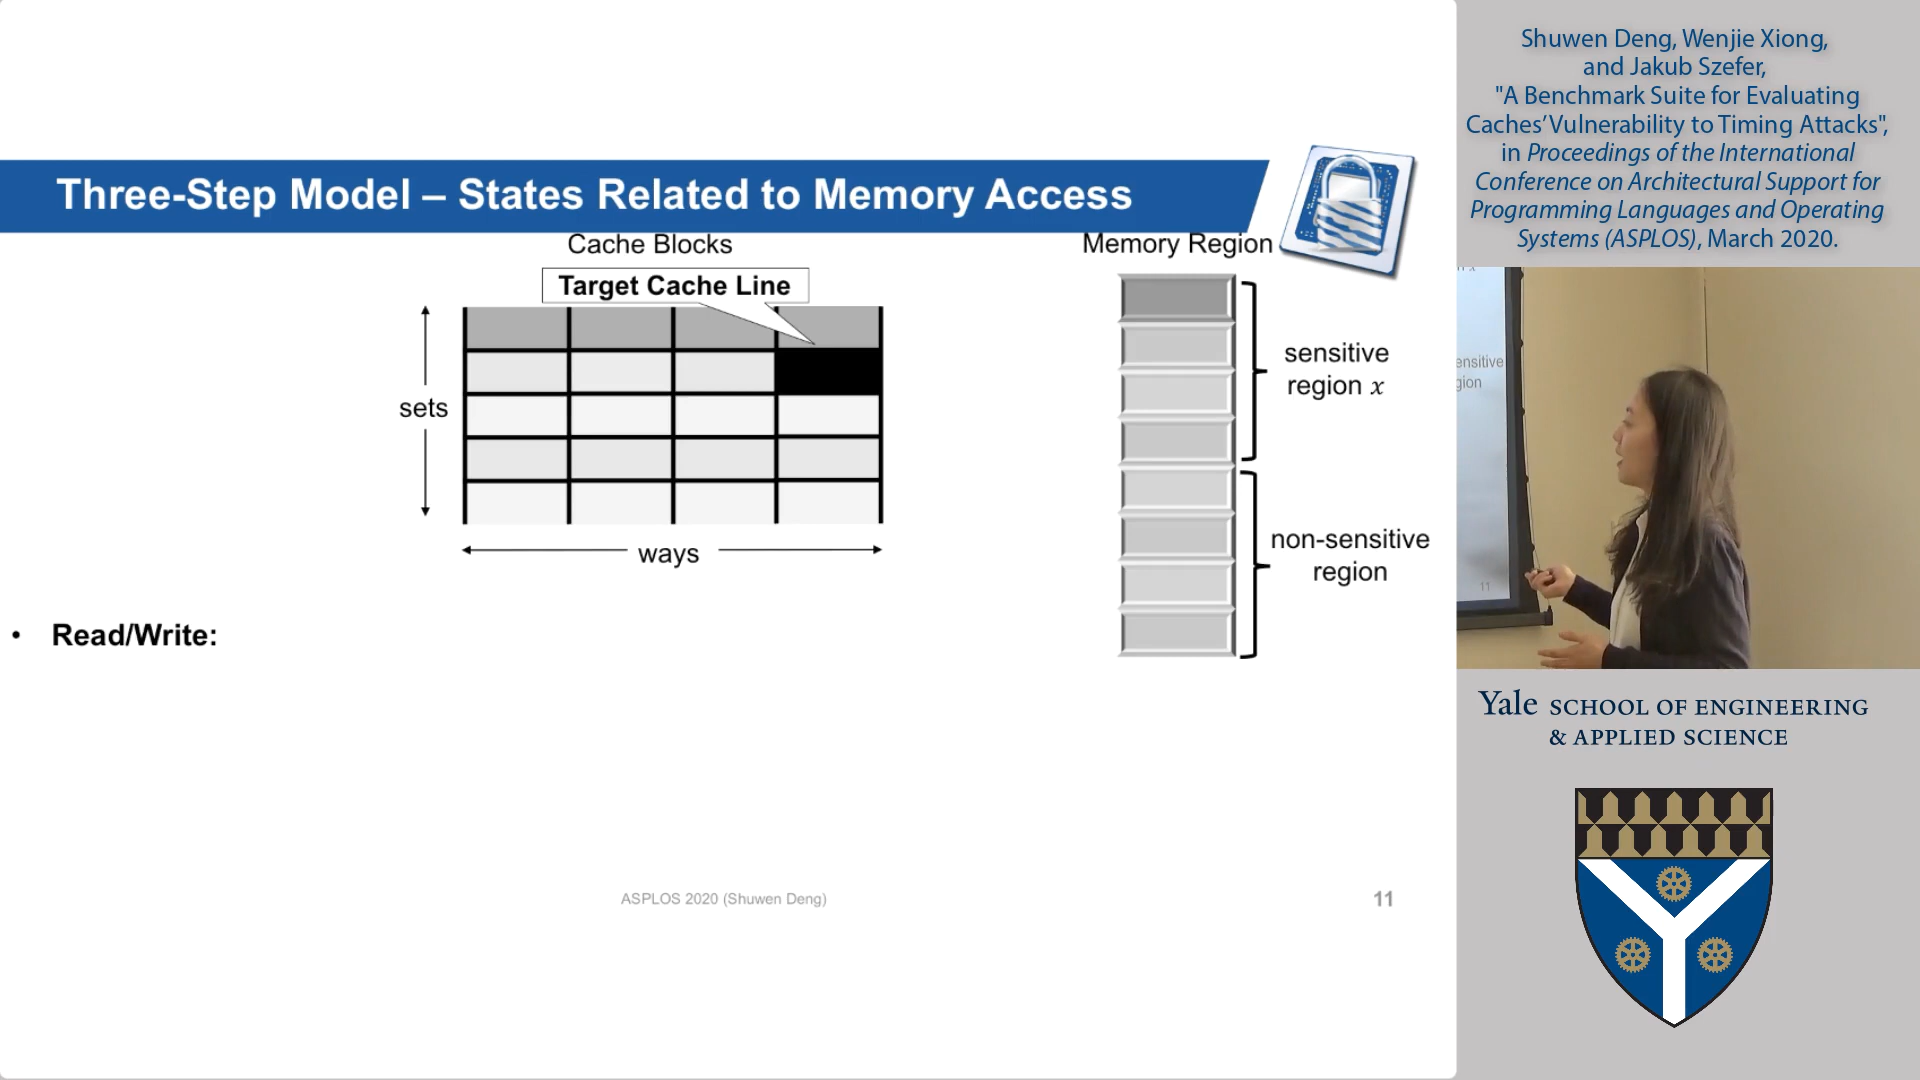 Three-Step Model – States Related to Memory Access
Cache Blocks
Target Cache Line
sets
ways
Memory Region
sensitive
region x
non-sensitive
region
• Read/Write:
ASPLOS 2020 (Shuwen Deng)
11
Shuwen Deng, Wenjie Xiong,
and Jakub Szefer,
"A Benchmark Suite for Evaluating
Caches' Vulnerability to Timing Attacks",
in Proceedings of the International
Conference on Architectural Support for
Programming Languages and Operating
Systems (ASPLOS), March 2020.
ensitive
gion
11
Yale SCHOOL OF ENGINEERING
& APPLIED SCIENCE